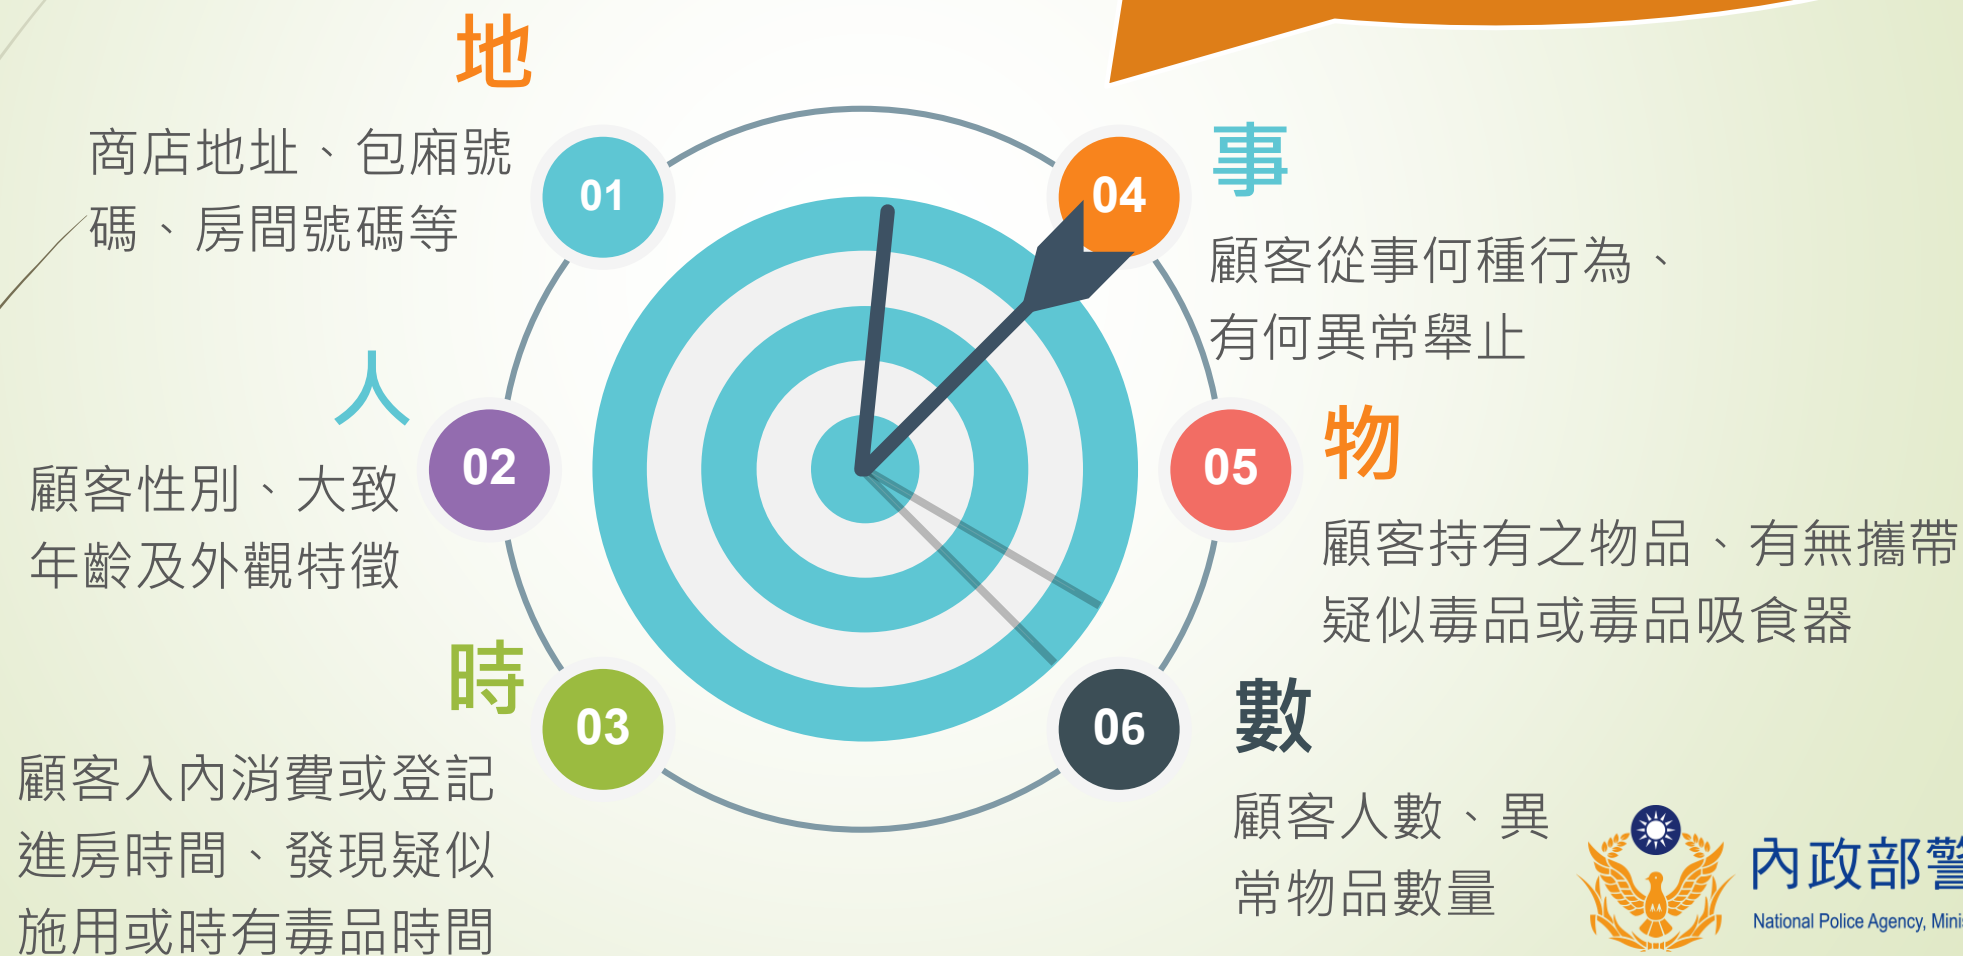 地
商店地址、包廂號
碼、房間號碼等
01
人
顧客性別、大致
年齡及外觀特徵
02
時
顧客入內消費或登記
進房時間、發現疑似
施用或時有毒品時間
03
04
事
顧客從事何種行為、
有何異常舉止
05
物
顧客持有之物品、有無攜帶
疑似毒品或毒品吸食器
06
數
顧客人數、異
常物品數量
內政部警
National Police Agency, Minis